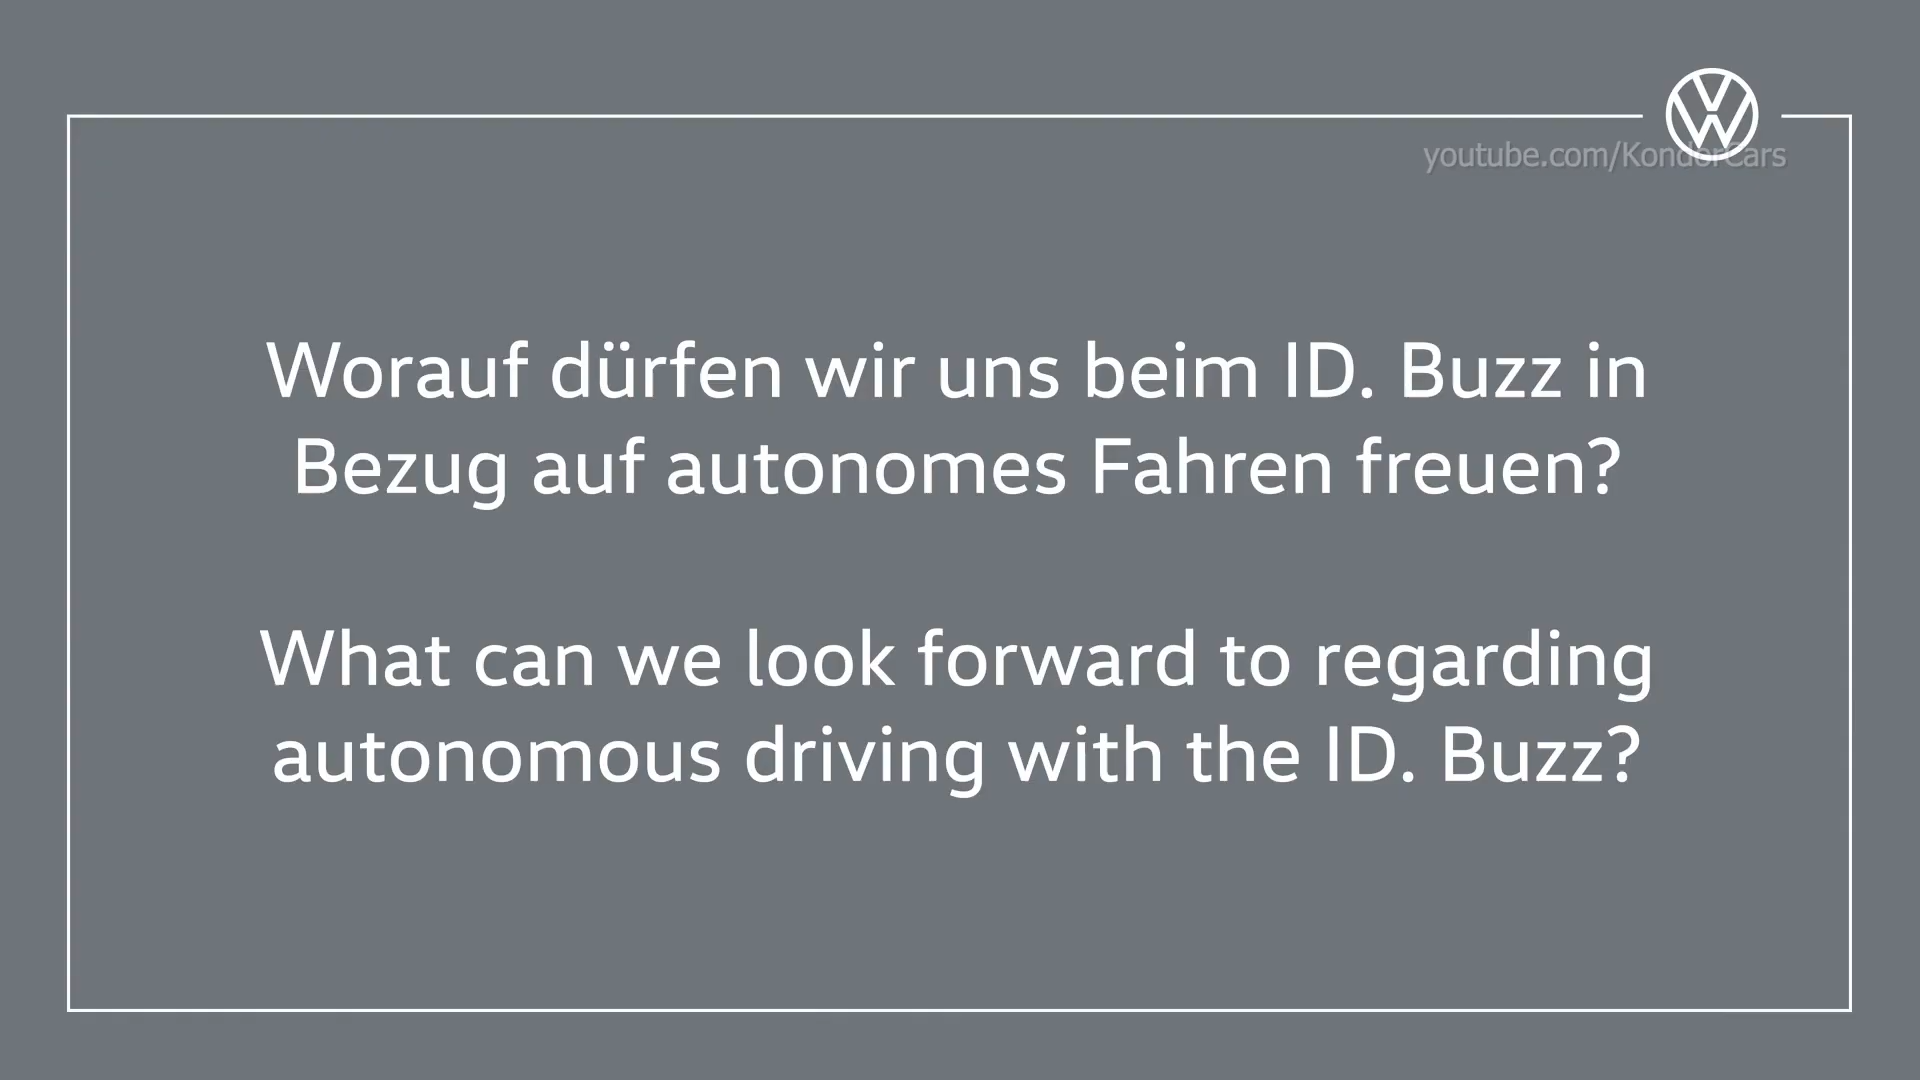 youtube.com/KondorCars
Worauf dürfen wir uns beim ID. Buzz in
Bezug auf autonomes Fahren freuen?
What can we look forward to regarding
autonomous driving with the ID. Buzz?